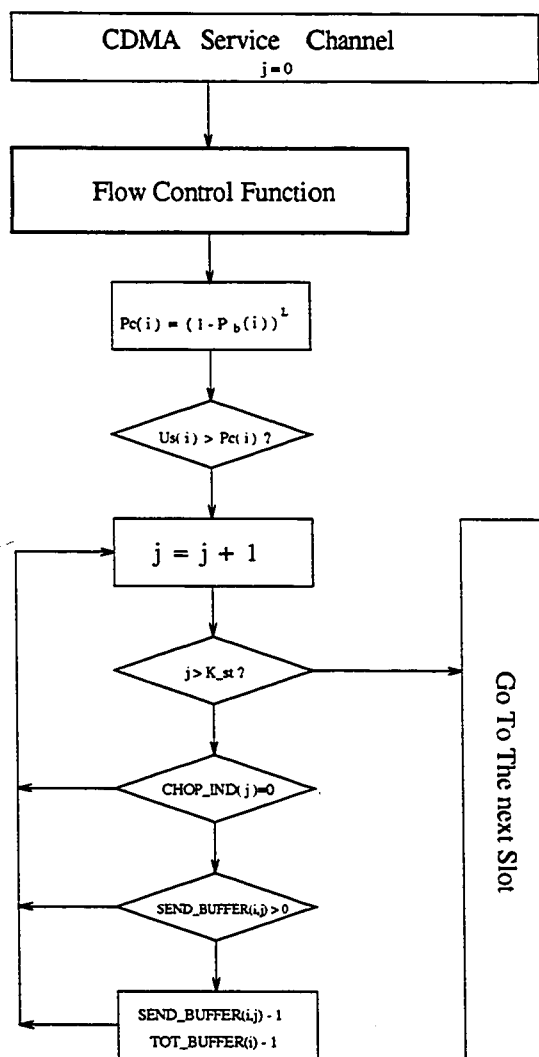 CDMA Service Channel
j = 0
Flow Control Function
Pc(i) = (1 - P b (i)) L
Us(i) > Pc(i) ?
j = j + 1
j > K_st ?
CHOP_IND(j)=0
SEND_BUFFER(i,j) > 0
SEND_BUFFER(i,j) - 1
TOT_BUFFER(i) - 1
Go To The next Slot